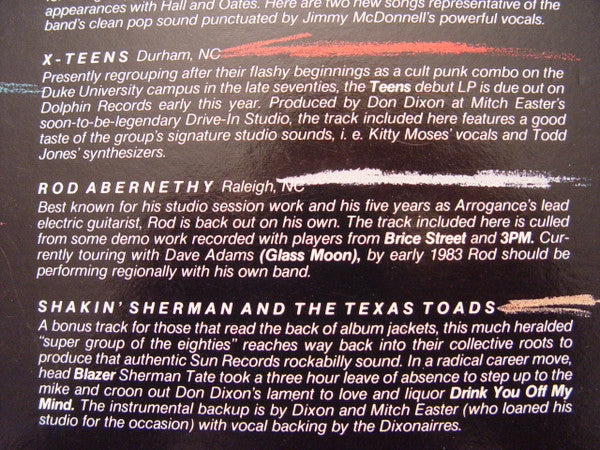 appearances with Hall and Oates. Here are two new songs representative of the
band's clean pop sound punctuated by Jimmy McDonnell's powerful vocals.
X-TEENS Durham, NC
Presently regrouping after their flashy beginnings as a cult punk combo on the
Duke University campus in the late seventies, the Teens debut LP is due out on
Dolphin Records early this year. Produced by Don Dixon at Mitch Easter's
soon-to-be-legendary Drive-In Studio, the track included here features a good
taste of the group's signature studio sounds, i. e. Kitty Moses' vocals and Todd
Jones' synthesizers.
ROD ABERNETHY Raleigh, NC
Best known for his studio session work and his five years as Arrogance's lead
electric guitarist, Rod is back out on his own. The track included here is culled
from some demo work recorded with players from Brice Street and 3PM. Cur-
rently touring with Dave Adams (Glass Moon), by early 1983 Rod should be
performing regionally with his own band.
SHAKIN' SHERMAN AND THE TEXAS TOADS
A bonus track for those that read the back of album jackets, this much heralded
"super group of the eighties" reaches way back into their collective roots to
produce that authentic Sun Records rockabilly sound. In a radical career move,
head Blazer Sherman Tate took a three hour leave of absence to step up to the
mike and croon out Don Dixon's lament to love and liquor Drink You Off My
Mind. The instrumental backup is by Dixon and Mitch Easter (who loaned his
studio for the occasion) with vocal backing by the Dixonairres.